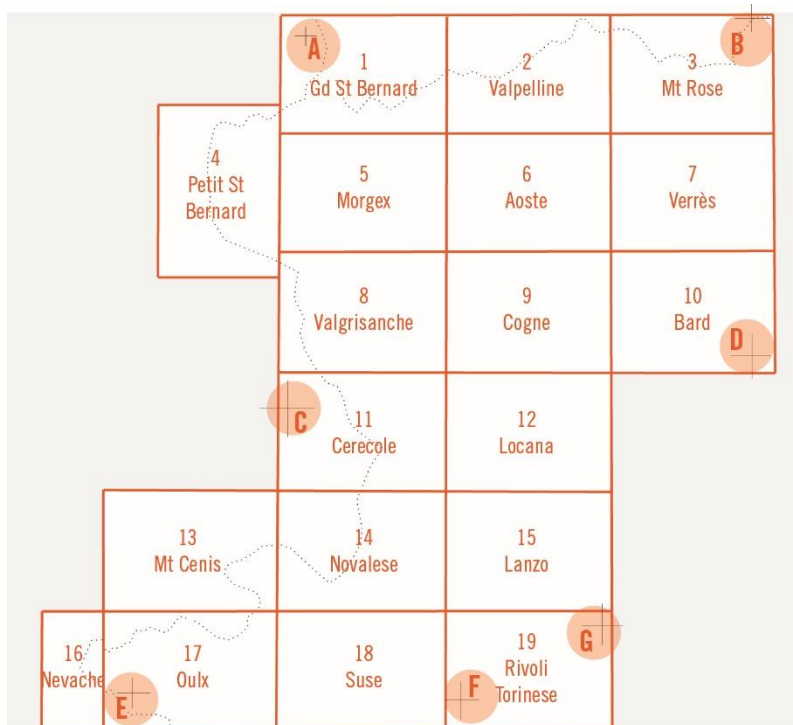 A
B
1
Gd St Bernard
2
Valpelline
3
Mt Rose
4
Petit St
Bernard
5
Morgex
6
Aoste
7
Verrès
8
Valgrisanche
9
Cogne
10
Bard
D
C
11
Cerecole
12
Locana
13
Mt Cenis
14
Novalese
15
Lanzo
16
Nevache
17
Oulx
18
Suse
19
Rivoli
Torinese
G
E
F